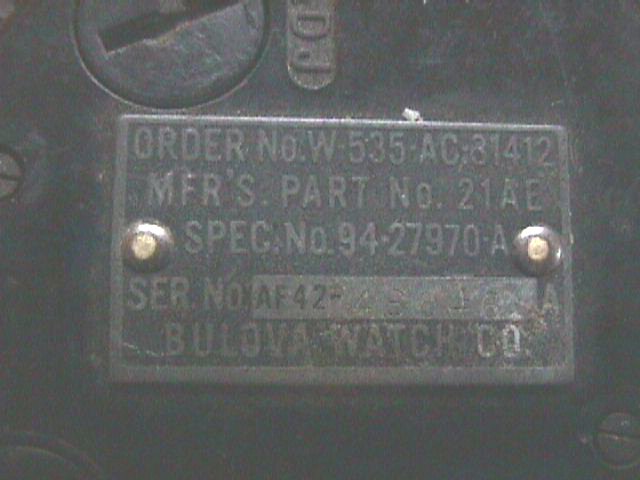 ADJ
ORDER No. W-535-AC-31412
MFR'S. PART No. 21AE
SPEC. No. 94-27970-A
SER. NO. AF42- A
BULOVA WATCH CO.